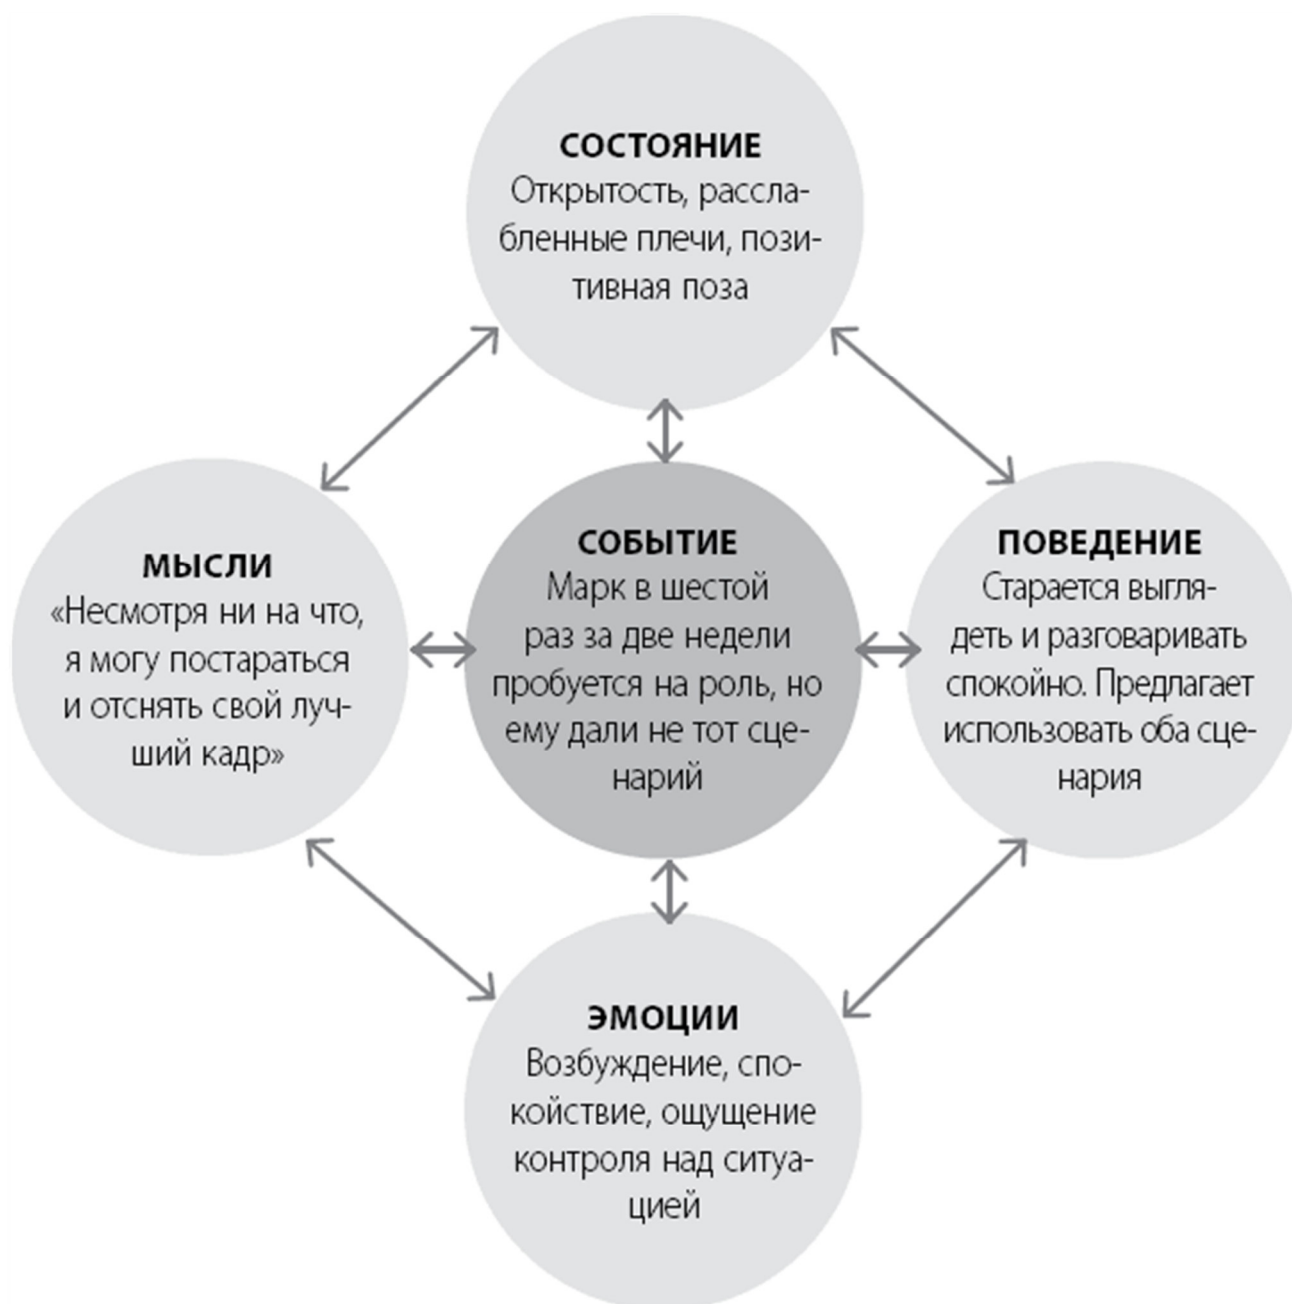 СОСТОЯНИЕ
Открытость, рассла-
бленные плечи, пози-
тивная поза
МЫСЛИ
«Несмотря ни на что,
я могу постараться
и отснять свой луч-
ший кадр»
СОБЫТИЕ
Марк в шестой
раз за две недели
пробуется на роль, но
ему дали не тот сце-
нарий
ПОВЕДЕНИЕ
Старается выгля-
деть и разговаривать
спокойно. Предлагает
использовать оба сце-
нария
ЭМОЦИИ
Возбуждение, спо-
койствие, ощущение
контроля над ситуа-
цией